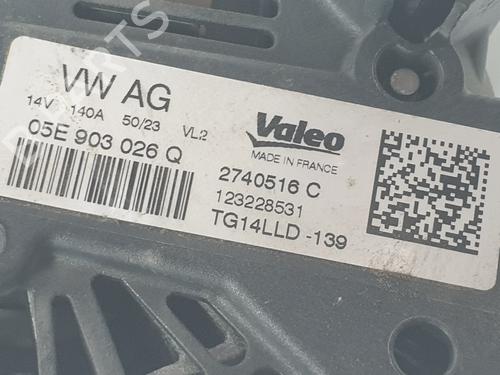 VW AG
14V 140A 50/23 VL2
05E 903 026 Q
Valeo
MADE IN FRANCE
2740516 C
123228531
TG14LLD -139